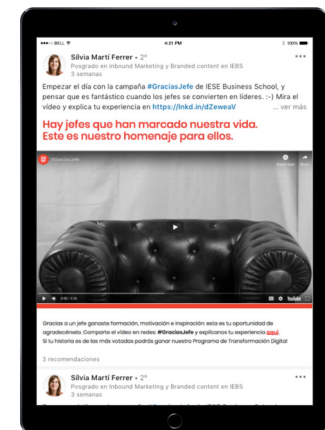 BELL
4:21 PM
100%
Sílvia Martí Ferrer • 2º
Posgrado en Inbound Marketing y Branded content en IEBS
3 semanas
Empezar el día con la campaña #GraciasJefe de IESE Business School, y
pensar que es fantástico cuando los jefes se convierten en líderes. :-) Mira el
vídeo y explica tu experiencia en https://lnkd.in/dZeweaV
... ver más
Hay jefes que han marcado nuestra vida.
Este es nuestro homenaje para ellos.
#GraciasJefe
YouTube
Gracias a un jefe ganaste formación, motivación e inspiración: esta es tu oportunidad de
agradecérselo. Comparte el vídeo en redes: #GraciasJefe y explícanos tu experiencia aquí.
Si tu historia es de las más votadas podrás ganar nuestro Programa de Transformación Digital
3 recomendaciones
Sílvia Martí Ferrer • 2º
Posgrado en Inbound Marketing y Branded content en IEBS
3 semanas